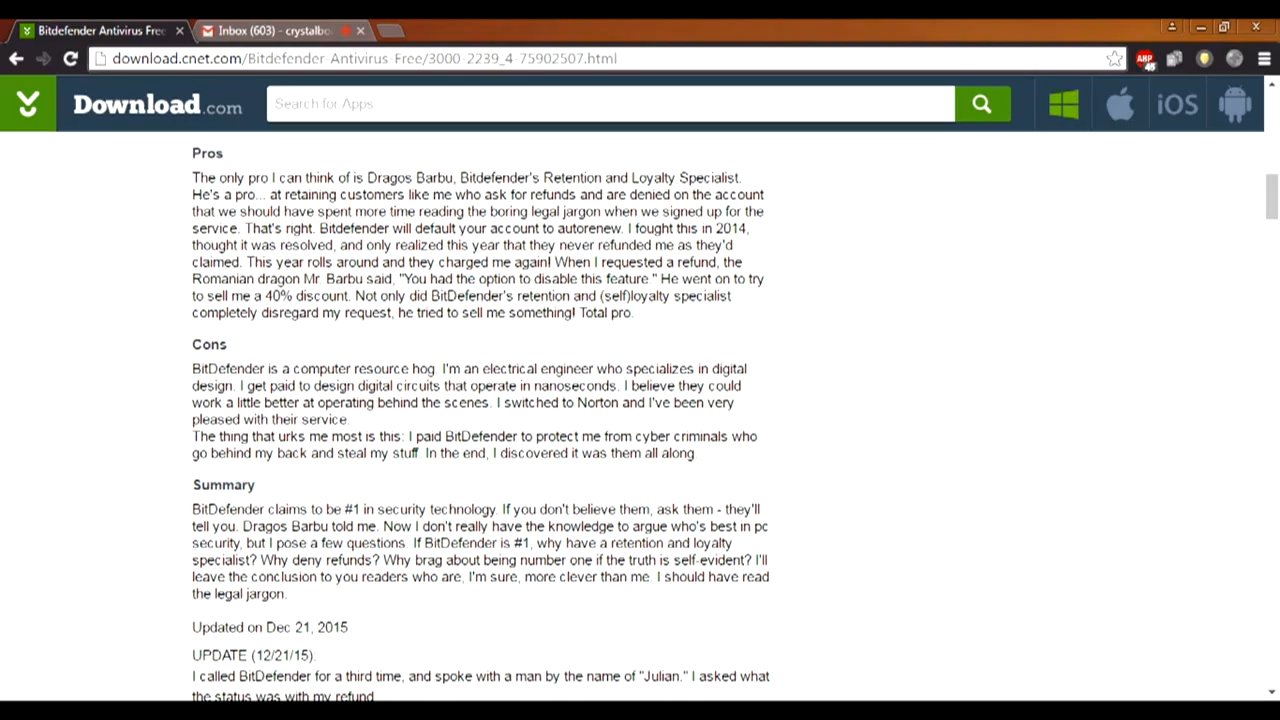 Bitdefender Antivirus Free
Inbox (603) - crystalbo
download.cnet.com/Bitdefender-Antivirus-Free/3000-2239_4-75902507.html
ABP
45
Download.com
Search for Apps
iOS
Pros
The only pro I can think of is Dragos Barbu, Bitdefender's Retention and Loyalty Specialist.
He's a pro... at retaining customers like me who ask for refunds and are denied on the account
that we should have spent more time reading the boring legal jargon when we signed up for the
service. That's right. Bitdefender will default your account to autorenew. I fought this in 2014,
thought it was resolved, and only realized this year that they never refunded me as they'd
claimed. This year rolls around and they charged me again! When I requested a refund, the
Romanian dragon Mr. Barbu said, "You had the option to disable this feature." He went on to try
to sell me a 40% discount. Not only did BitDefender's retention and (self)loyalty specialist
completely disregard my request, he tried to sell me something! Total pro.
Cons
BitDefender is a computer resource hog. I'm an electrical engineer who specializes in digital
design. I get paid to design digital circuits that operate in nanoseconds. I believe they could
work a little better at operating behind the scenes. I switched to Norton and I've been very
pleased with their service.
The thing that urks me most is this: I paid BitDefender to protect me from cyber criminals who
go behind my back and steal my stuff. In the end, I discovered it was them all along.
Summary
BitDefender claims to be #1 in security technology. If you don't believe them, ask them - they'll
tell you. Dragos Barbu told me. Now I don't really have the knowledge to argue who's best in pc
security, but I pose a few questions. If BitDefender is #1, why have a retention and loyalty
specialist? Why deny refunds? Why brag about being number one if the truth is self-evident? I'll
leave the conclusion to you readers who are, I'm sure, more clever than me. I should have read
the legal jargon.
Updated on Dec 21, 2015
UPDATE (12/21/15).
I called BitDefender for a third time, and spoke with a man by the name of "Julian." I asked what
the status was with my refund